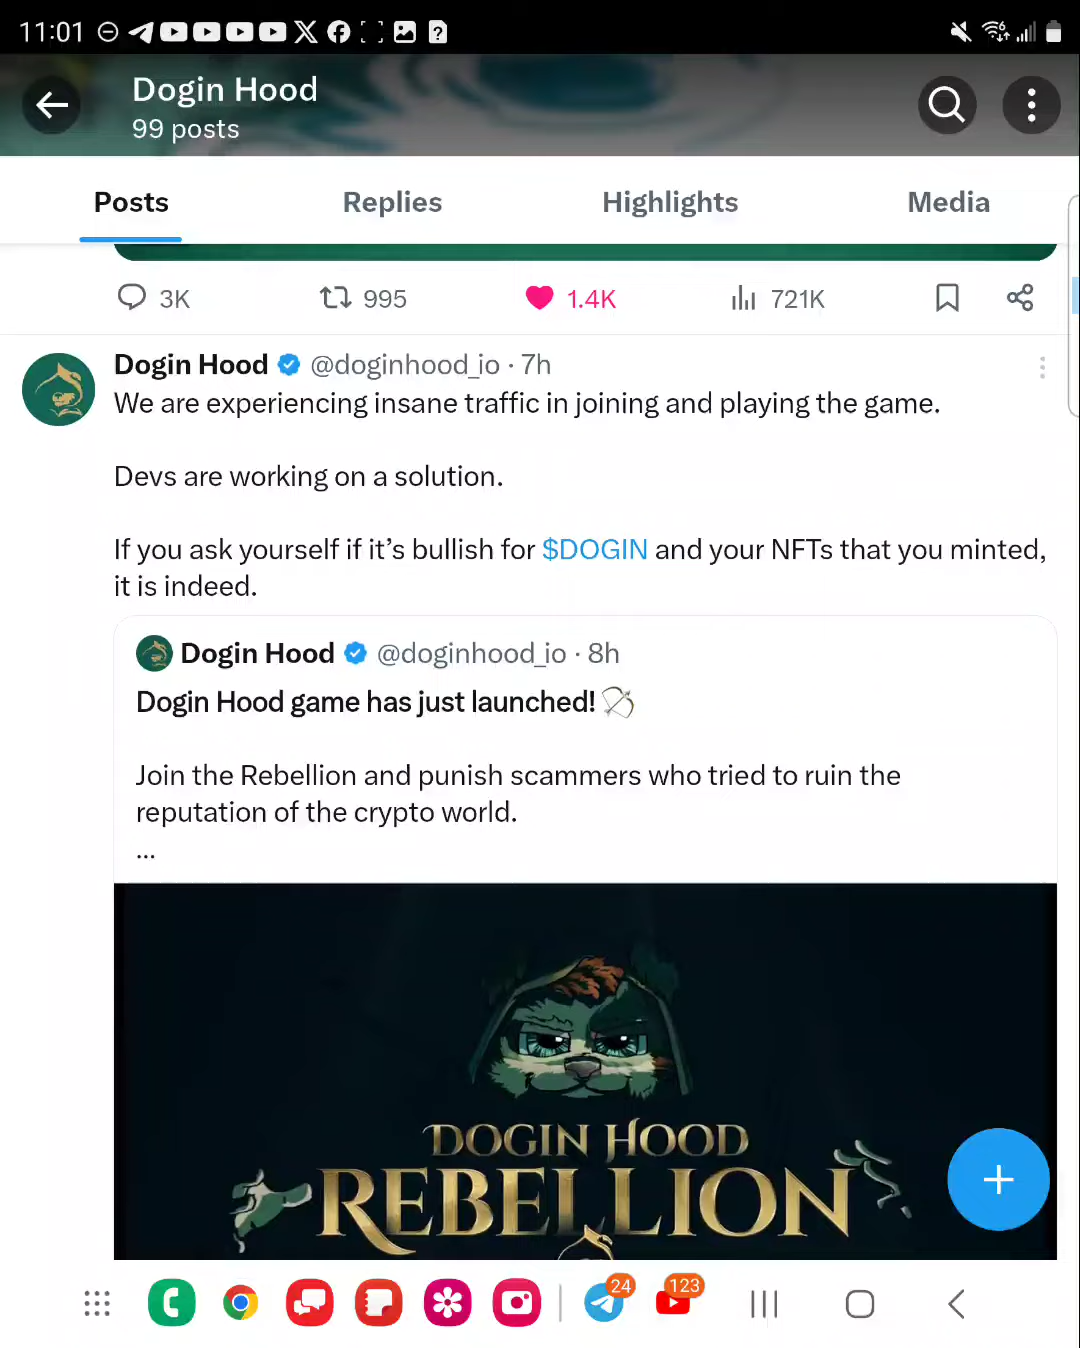 11:01
Dogin Hood
99 posts
Posts Replies Highlights Media
3K 995 1.4K 721K
Dogin Hood @doginhood_io · 7h
We are experiencing insane traffic in joining and playing the game.
Devs are working on a solution.
If you ask yourself if it’s bullish for $DOGIN and your NFTs that you minted,
it is indeed.
Dogin Hood @doginhood_io · 8h
Dogin Hood game has just launched! 🏹
Join the Rebellion and punish scammers who tried to ruin the
reputation of the crypto world.
...
DOGIN HOOD
REBELLION
24 123